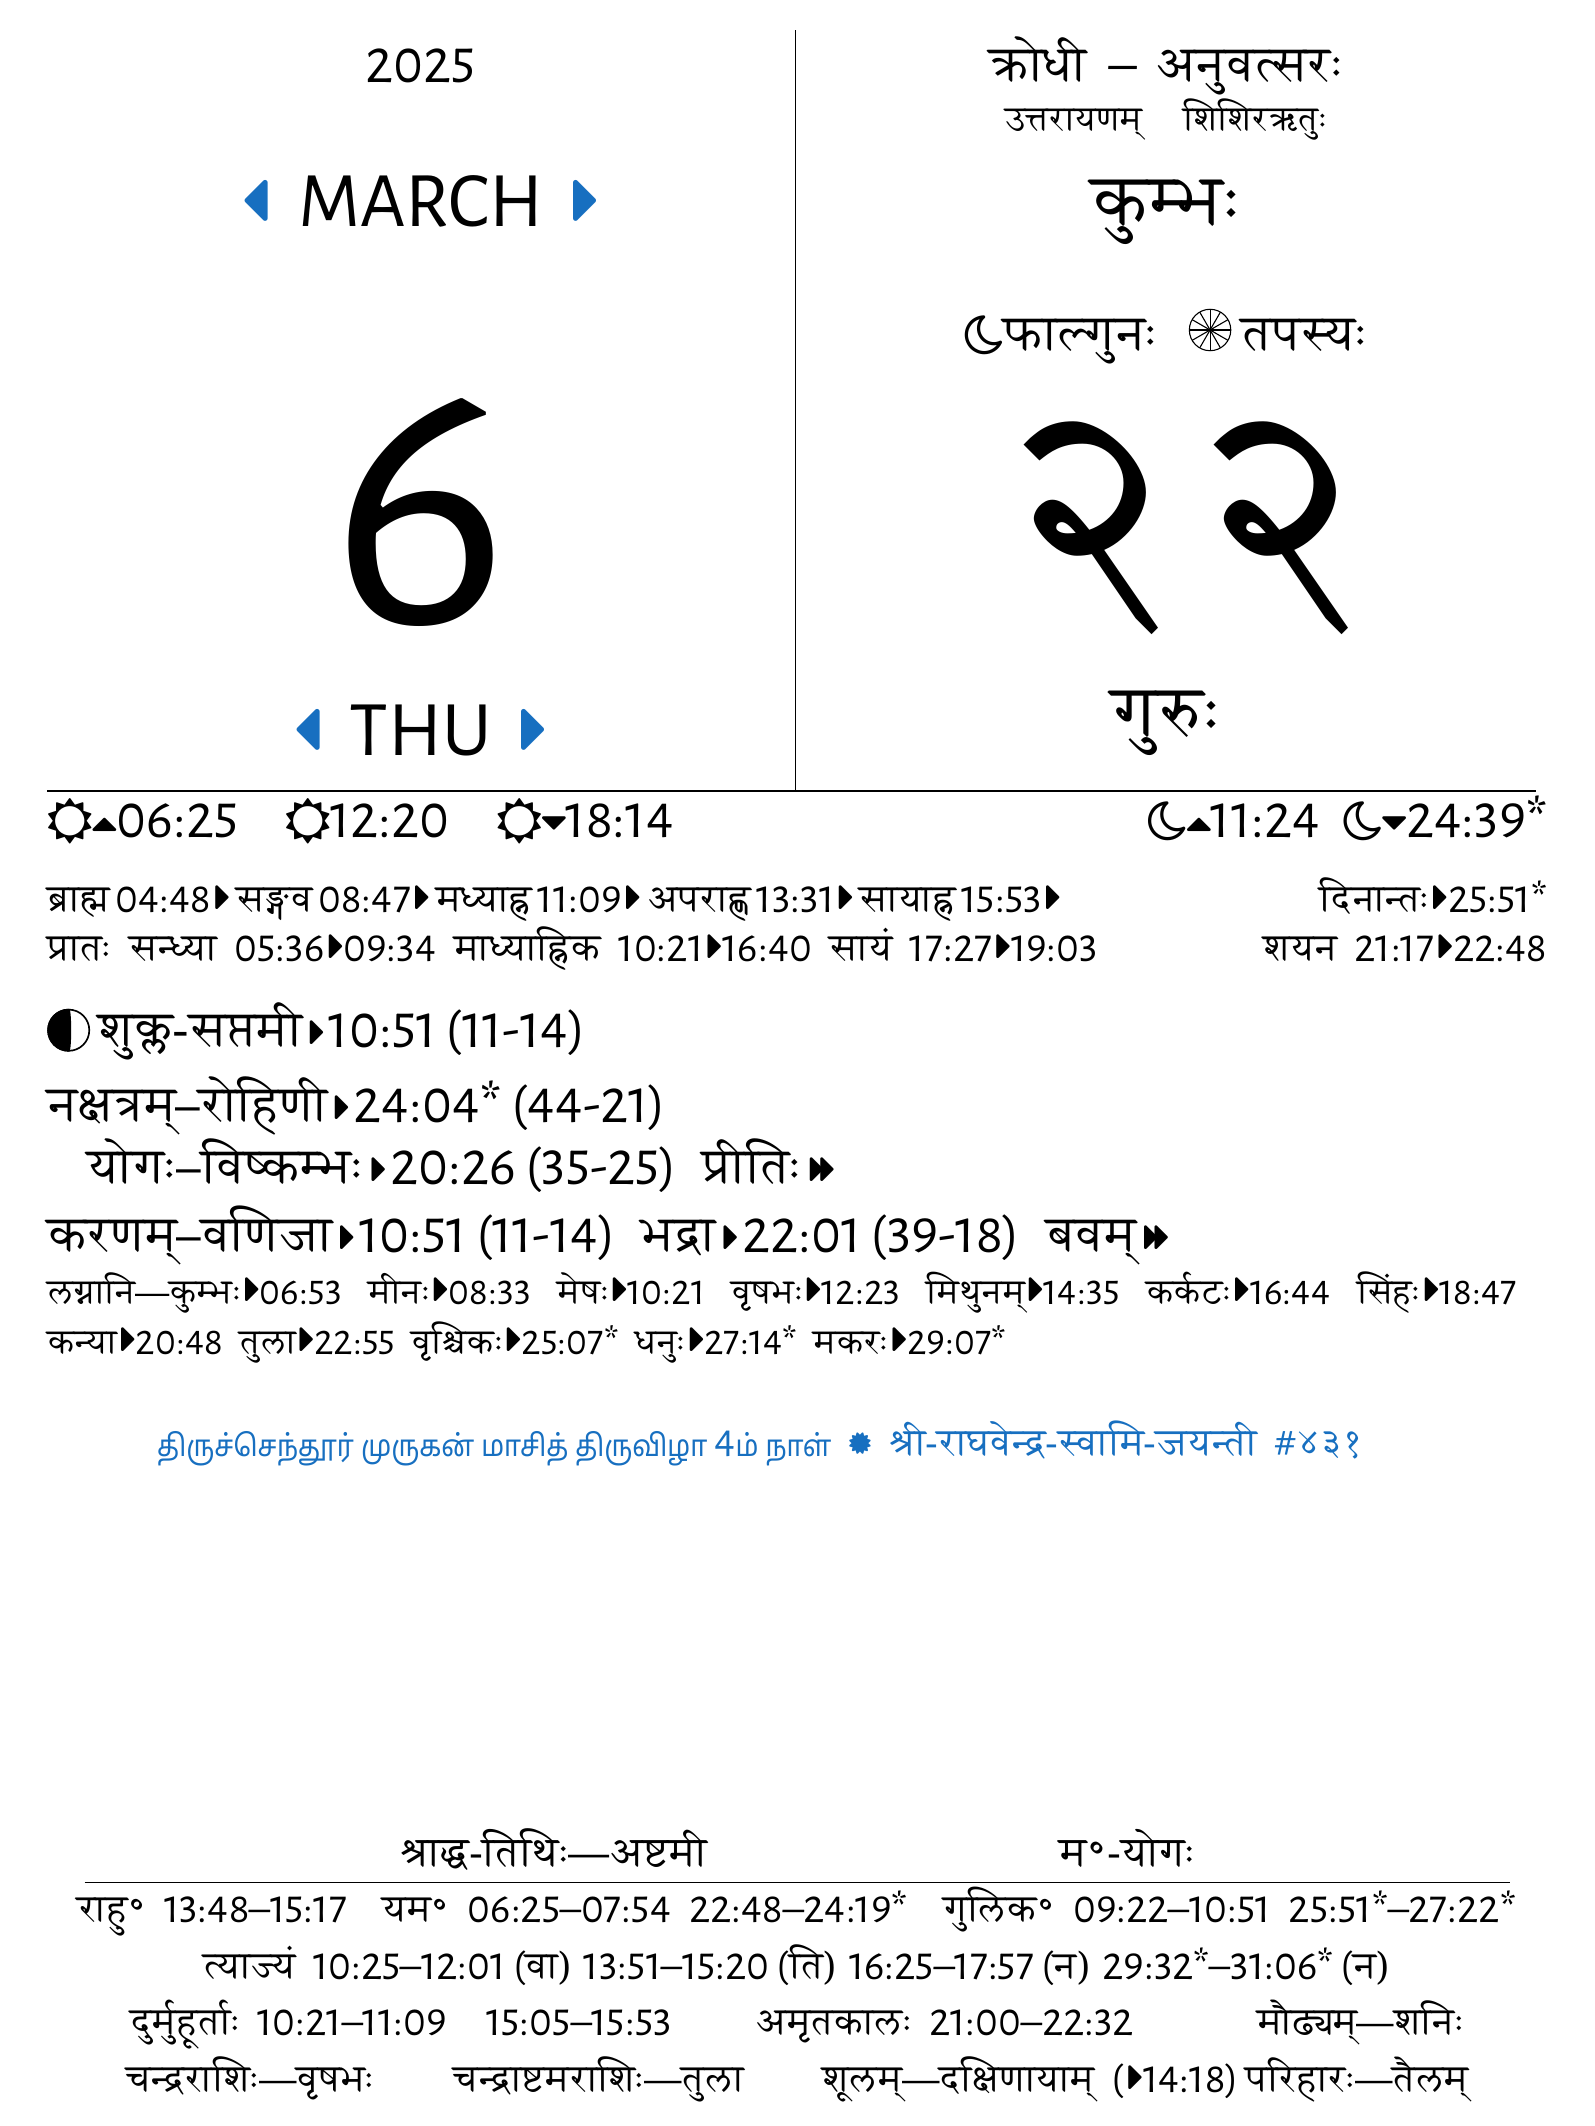 2025
MARCH
6
THU
क्रोधी – अनुवत्सरः
उत्तरायणम् शिशिरऋतुः
कुम्भः
फाल्गुनः तपस्यः
२२
गुरुः
06:25 12:20 18:14 11:24 24:39*
ब्राह्म 04:48 सङ्गव 08:47 मध्याह्न 11:09 अपराह्ण 13:31 सायाह्न 15:53 दिनान्तः 25:51*
प्रातः सन्ध्या 05:36 09:34 माध्याह्निक 10:21 16:40 सायं 17:27 19:03 शयन 21:17 22:48
शुक्ल-सप्तमी 10:51 (11-14)
नक्षत्रम्–रोहिणी 24:04* (44-21)
योगः–विष्कम्भः 20:26 (35-25) प्रीतिः
करणम्–वणिजा 10:51 (11-14) भद्रा 22:01 (39-18) बवम्
लग्नानि—कुम्भः 06:53 मीनः 08:33 मेषः 10:21 वृषभः 12:23 मिथुनम् 14:35 कर्कटः 16:44 सिंहः 18:47
कन्या 20:48 तुला 22:55 वृश्चिकः 25:07* धनुः 27:14* मकरः 29:07*
திருச்செந்தூர் முருகன் மாசித் திருவிழா 4ம் நாள் श्री-राघवेन्द्र-स्वामि-जयन्ती #४३१
श्राद्ध-तिथिः—अष्टमी म॰-योगः
राहु॰ 13:48–15:17 यम॰ 06:25–07:54 22:48–24:19* गुलिक॰ 09:22–10:51 25:51*–27:22*
त्याज्यं 10:25–12:01 (वा) 13:51–15:20 (ति) 16:25–17:57 (न) 29:32*–31:06* (न)
दुर्मुहूर्ताः 10:21–11:09 15:05–15:53 अमृतकालः 21:00–22:32 मौढ्यम्—शनिः
चन्द्रराशिः—वृषभः चन्द्राष्टमराशिः—तुला शूलम्—दक्षिणायाम् (14:18) परिहारः—तैलम्